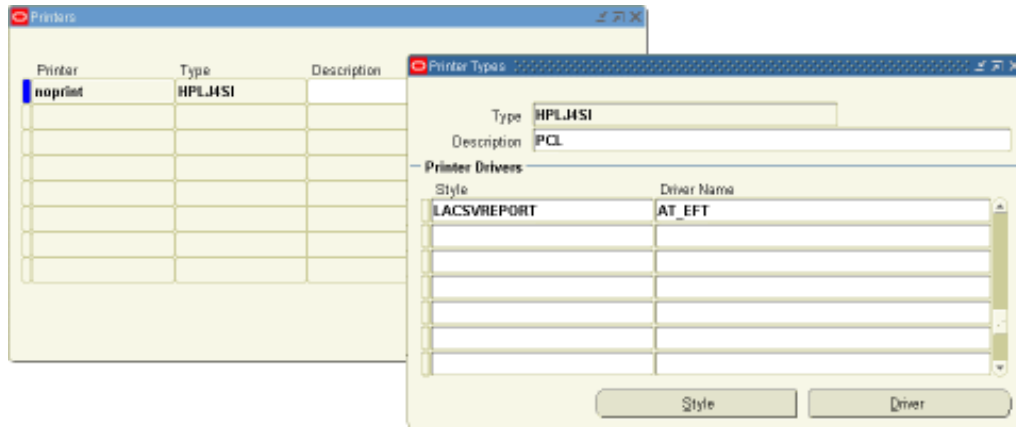 Printers
Printer Type Description
noprint HPLJ4SI
Printer Types
Type HPLJ4SI
Description PCL
Printer Drivers
Style Driver Name
LACSVREPORT AT_EFT
Style Driver